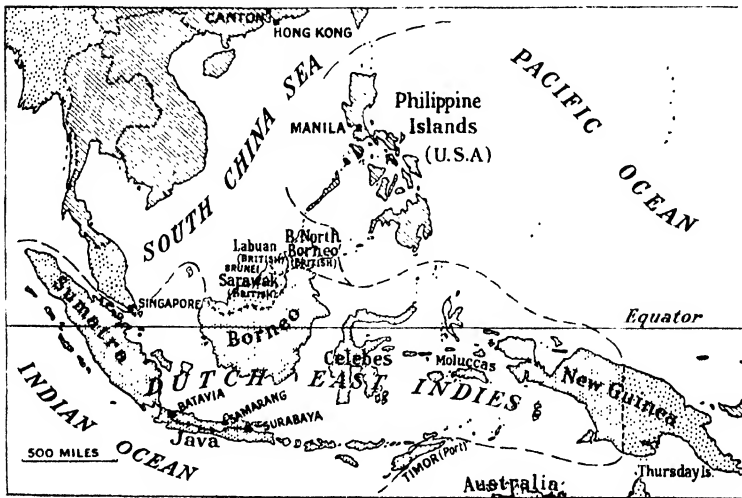 CANTON
HONG KONG
SOUTH CHINA SEA
PACIFIC OCEAN
Philippine
Islands
(U.S.A)
MANILA
Labuan
(BRITISH)
BRUNEI
B. North
Borneo
(BRITISH)
Sarawak
(BRITISH)
SINGAPORE
Sumatra
Borneo
Equator
Celebes
Moluccas
New Guinea
DUTCH EAST INDIES
INDIAN OCEAN
BATAVIA
SAMARANG
SURABAYA
Java
500 MILES
TIMOR (Port)
Australia
Thursday Is.